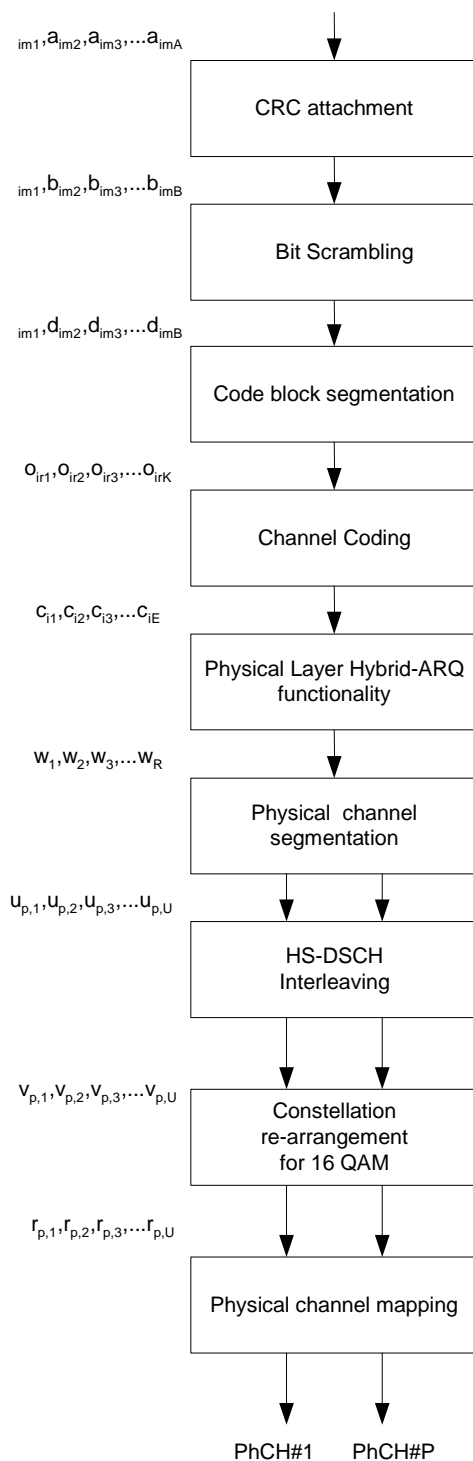 im1,aim2,aim3,...aimA
CRC attachment
im1,bim2,bim3,...bimB
Bit Scrambling
im1,dim2,dim3,...dimB
Code block segmentation
oir1,oir2,oir3,...oirK
Channel Coding
ci1,ci2,ci3,...ciE
Physical Layer Hybrid-ARQ
functionality
w1,w2,w3,...wR
Physical channel
segmentation
up,1,up,2,up,3,...up,U
HS-DSCH
Interleaving
vp,1,vp,2,vp,3,...vp,U
Constellation
re-arrangement
for 16 QAM
rp,1,rp,2,rp,3,...rp,U
Physical channel mapping
PhCH#1 PhCH#P